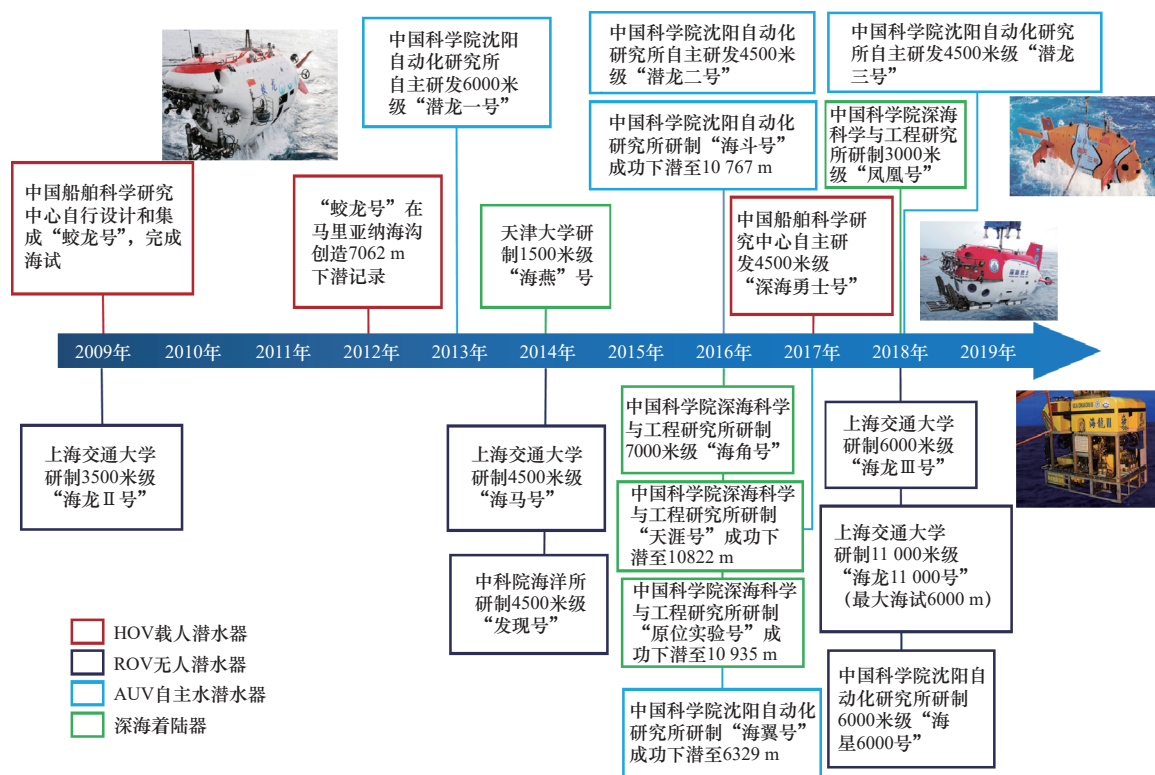 中国科学院沈阳
自动化研究所
自主研发6000米
级“潜龙一号”
中国科学院沈阳自动化
研究所自主研发4500米
级“潜龙二号”
中国科学院沈阳自动化研究
所自主研发4500米级“潜龙
三号”
中国科学院沈阳自动化
研究所研制“海斗号”
成功下潜至10 767 m
中国科学院深海
科学与工程研究
所研制3000米
级“凤凰号”
中国船舶科学研究
中心自行设计和集
成“蛟龙号”，完成
海试
“蛟龙号”在
马里亚纳海沟
创造7062 m
下潜记录
天津大学研
制1500米级
“海燕”号
中国船舶科学研
究中心自主研
发4500米级
“深海勇士号”
蛟龙
深海勇士
2009年
2010年
2011年
2012年
2013年
2014年
2015年
2016年
2017年
2018年
2019年
上海交通大学
研制3500米级
“海龙Ⅱ号”
上海交通大学
研制4500米级
“海马号”
中科院海洋所
研制4500米级
“发现号”
中国科学院深海科学
与工程研究所研制
7000米级“海角号”
中国科学院深海科学
与工程研究所研制
“天涯号”成功下
潜至10822 m
中国科学院深海科学
与工程研究所研制
“原位实验号”成
功下潜至10 935 m
中国科学院沈阳自动化
研究所研制“海翼号”
成功下潜至6329 m
上海交通大学
研制6000米级
“海龙Ⅲ号”
上海交通大学
研制11 000米级
“海龙11 000号”
（最大海试6000 m）
中国科学院沈阳自
动化研究所研制
6000米级“海
星6000号”
海龙III
HOV载人潜水器
ROV无人潜水器
AUV自主水潜水器
深海着陆器